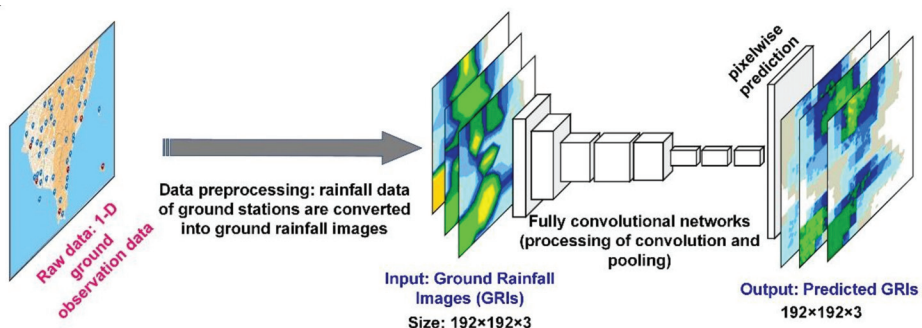 Raw data: 1-D
ground
observation data
Data preprocessing: rainfall data
of ground stations are converted
into ground rainfall images
Input: Ground Rainfall
Images (GRIs)
Size: 192×192×3
Fully convolutional networks
(processing of convolution and
pooling)
pixelwise
prediction
Output: Predicted GRIs
192×192×3